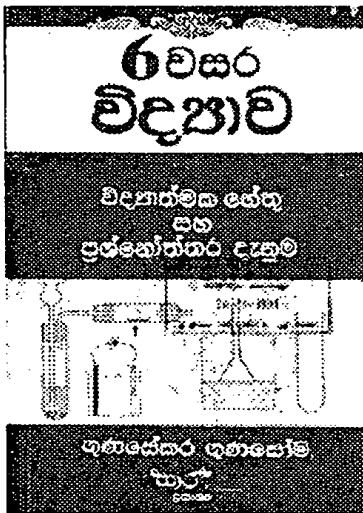 6 වසර
විද්‍යාව
විද්‍යාත්මක හේතු
සහ
ප්‍රශ්නෝත්තර දැනුම
ගුණසේකර ගුණසෝම